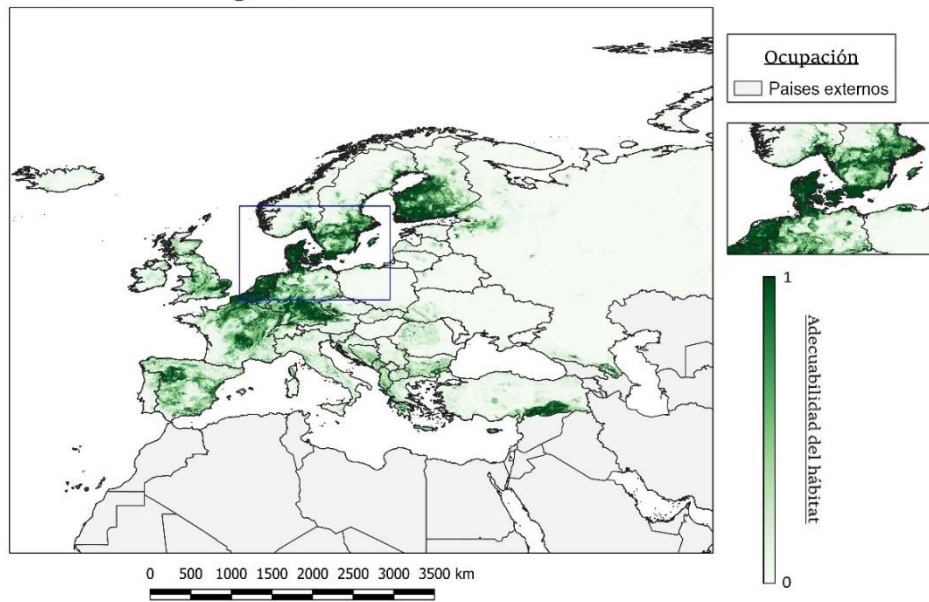 Ocupación
Paises externos
1
Adecuabilidad del hábitat
0
0 500 1000 1500 2000 2500 3000 3500 km